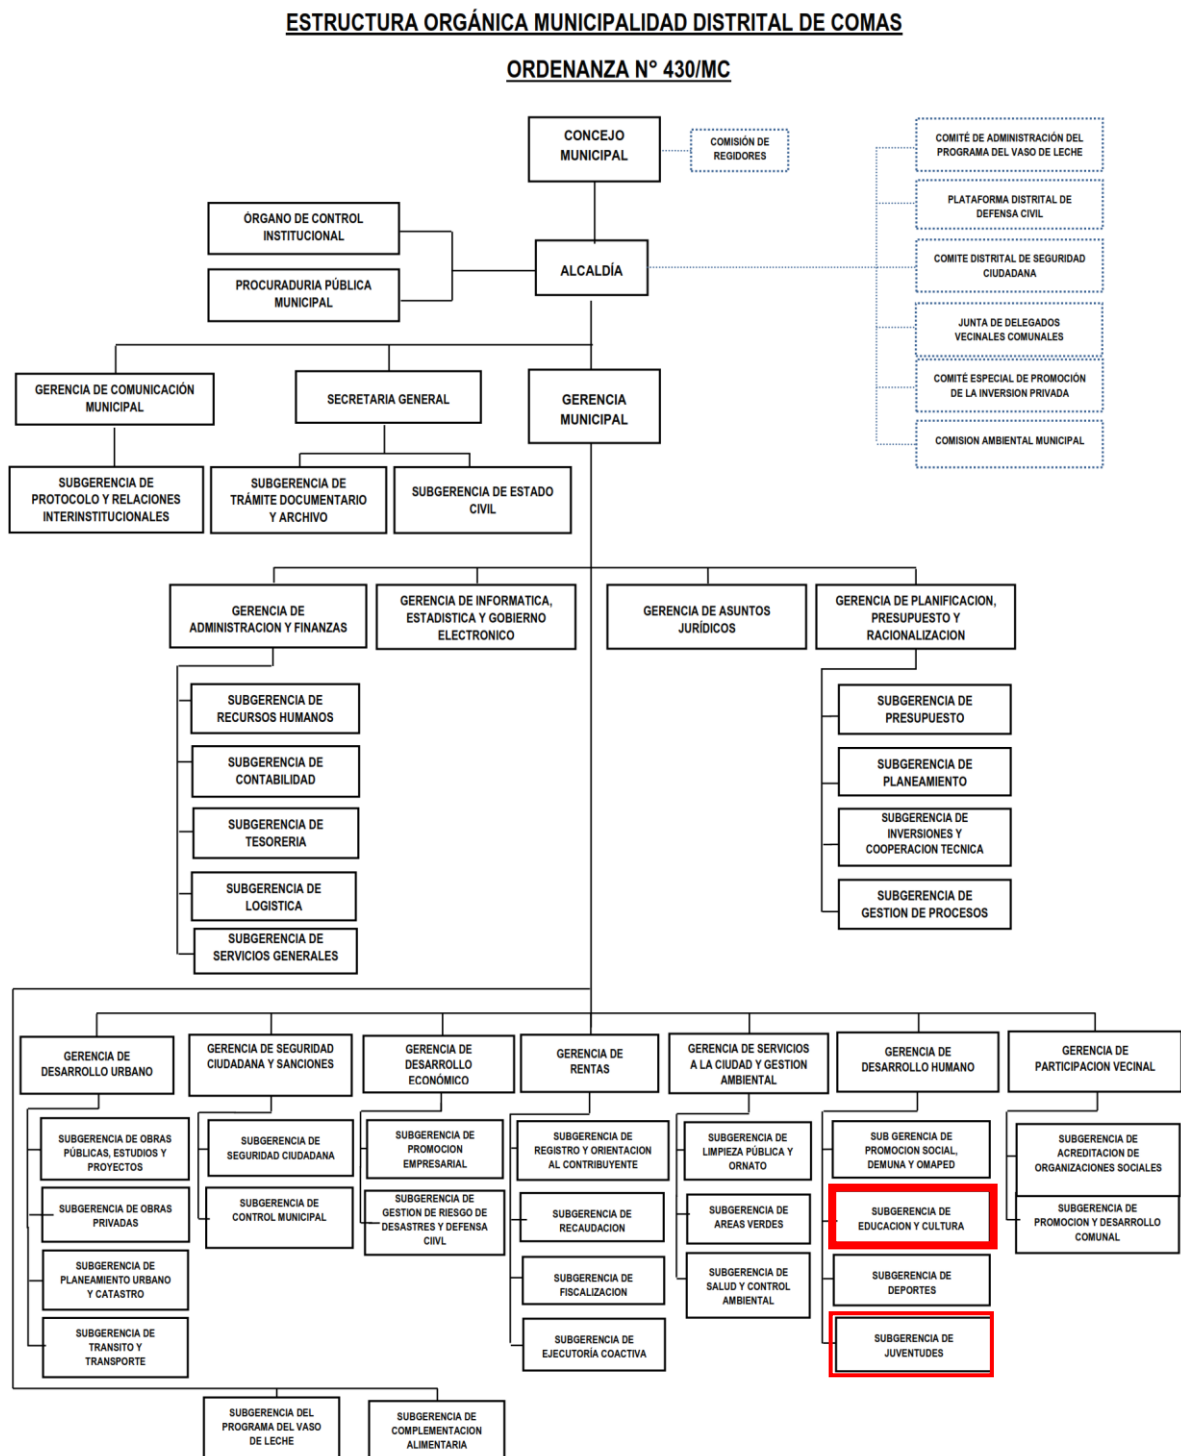 ESTRUCTURA ORGÁNICA MUNICIPALIDAD DISTRITAL DE COMAS
ORDENANZA N° 430/MC
CONCEJO
MUNICIPAL
COMISIÓN DE
REGIDORES
COMITÉ DE ADMINISTRACIÓN DEL
PROGRAMA DEL VASO DE LECHE
PLATAFORMA DISTRITAL DE
DEFENSA CIVIL
COMITE DISTRITAL DE SEGURIDAD
CIUDADANA
JUNTA DE DELEGADOS
VECINALES COMUNALES
COMITÉ ESPECIAL DE PROMOCIÓN
DE LA INVERSION PRIVADA
COMISION AMBIENTAL MUNICIPAL
ÓRGANO DE CONTROL
INSTITUCIONAL
PROCURADURIA PÚBLICA
MUNICIPAL
ALCALDÍA
GERENCIA DE COMUNICACIÓN
MUNICIPAL
SECRETARIA GENERAL
GERENCIA
MUNICIPAL
SUBGERENCIA DE
PROTOCOLO Y RELACIONES
INTERINSTITUCIONALES
SUBGERENCIA DE
TRÁMITE DOCUMENTARIO
Y ARCHIVO
SUBGERENCIA DE ESTADO
CIVIL
GERENCIA DE
ADMINISTRACION Y FINANZAS
GERENCIA DE INFORMATICA,
ESTADISTICA Y GOBIERNO
ELECTRONICO
GERENCIA DE ASUNTOS
JURÍDICOS
GERENCIA DE PLANIFICACION,
PRESUPUESTO Y
RACIONALIZACION
SUBGERENCIA DE
RECURSOS HUMANOS
SUBGERENCIA DE
CONTABILIDAD
SUBGERENCIA DE
TESORERIA
SUBGERENCIA DE
LOGISTICA
SUBGERENCIA DE
SERVICIOS GENERALES
SUBGERENCIA DE
PRESUPUESTO
SUBGERENCIA DE
PLANEAMIENTO
SUBGERENCIA DE
INVERSIONES Y
COOPERACION TECNICA
SUBGERENCIA DE
GESTION DE PROCESOS
GERENCIA DE
DESARROLLO URBANO
GERENCIA DE SEGURIDAD
CIUDADANA Y SANCIONES
GERENCIA DE
DESARROLLO
ECONÓMICO
GERENCIA DE
RENTAS
GERENCIA DE SERVICIOS
A LA CIUDAD Y GESTION
AMBIENTAL
GERENCIA DE
DESARROLLO HUMANO
GERENCIA DE
PARTICIPACION VECINAL
SUBGERENCIA DE OBRAS
PÚBLICAS, ESTUDIOS Y
PROYECTOS
SUBGERENCIA DE OBRAS
PRIVADAS
SUBGERENCIA DE
PLANEAMIENTO URBANO
Y CATASTRO
SUBGERENCIA DE
TRANSITO Y
TRANSPORTE
SUBGERENCIA DE
SEGURIDAD CIUDADANA
SUBGERENCIA DE
CONTROL MUNICIPAL
SUBGERENCIA DE
PROMOCION
EMPRESARIAL
SUBGERENCIA DE
GESTION DE RIESGO DE
DESASTRES Y DEFENSA
CIIVL
SUBGERENCIA DE
REGISTRO Y ORIENTACION
AL CONTRIBUYENTE
SUBGERENCIA DE
RECAUDACION
SUBGERENCIA DE
FISCALIZACION
SUBGERENCIA DE
EJECUTORÍA COACTIVA
SUBGERENCIA DE
LIMPIEZA PÚBLICA Y
ORNATO
SUBGERENCIA DE
AREAS VERDES
SUBGERENCIA DE
SALUD Y CONTROL
AMBIENTAL
SUB GERENCIA DE
PROMOCION SOCIAL,
DEMUNA Y OMAPED
SUBGERENCIA DE
EDUCACION Y CULTURA
SUBGERENCIA DE
DEPORTES
SUBGERENCIA DE
JUVENTUDES
SUBGERENCIA DE
ACREDITACION DE
ORGANIZACIONES SOCIALES
SUBGERENCIA DE
PROMOCION Y DESARROLLO
COMUNAL
SUBGERENCIA DEL
PROGRAMA DEL VASO
DE LECHE
SUBGERENCIA DE
COMPLEMENTACION
ALIMENTARIA